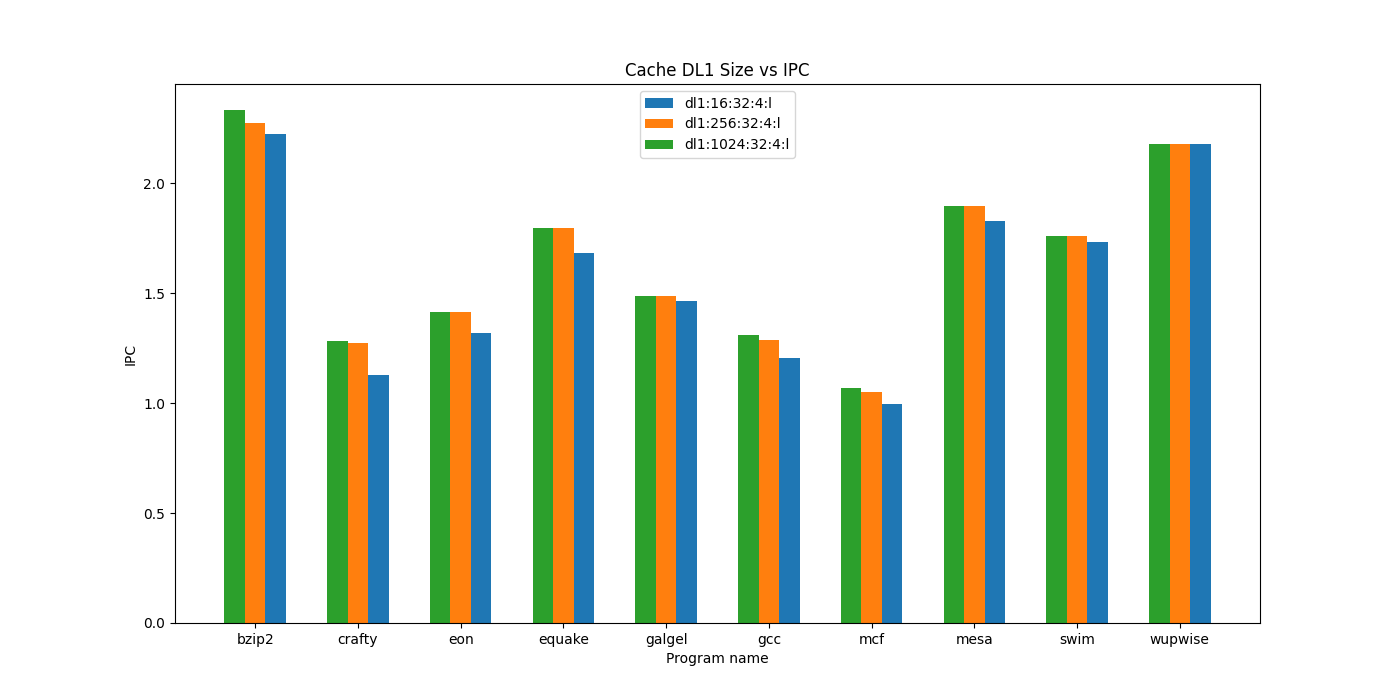 Cache DL1 Size vs IPC
dl1:16:32:4:l
dl1:256:32:4:l
dl1:1024:32:4:l
2.0
1.5
1.0
0.5
0.0
IPC
bzip2 crafty eon equake galgel gcc mcf mesa swim wupwise
Program name